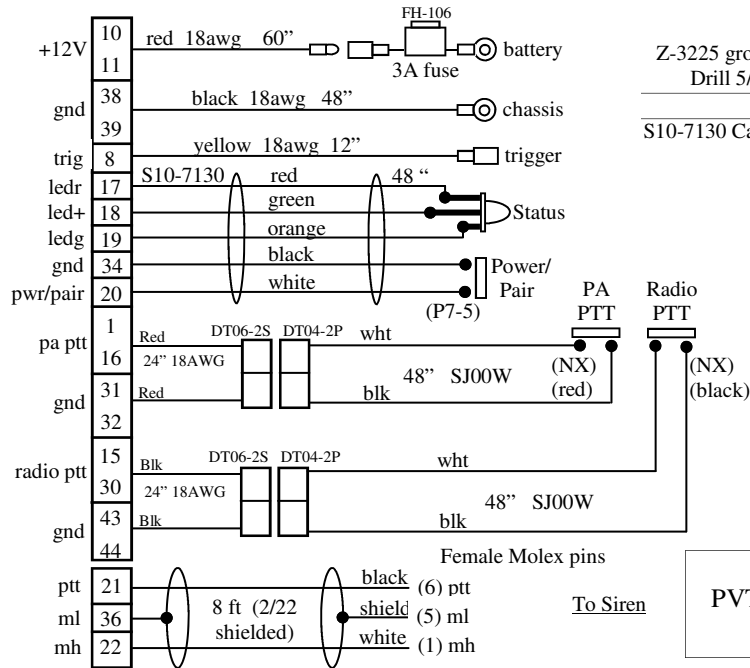 FH-106
10
+12V
red 18awg 60”
battery
11
3A fuse
Z-3225 gro
Drill 5/
38
gnd
black 18awg 48”
chassis
39
S10-7130 Ca
trig 8
yellow 18awg 12”
trigger
ledr 17 S10-7130 red 48 “
led+ 18 green
Status
ledg 19 orange
gnd 34 black
Power/
Pair
pwr/pair 20 white
(P7-5)
PA
PTT
Radio
PTT
1
pa ptt
16
Red
24” 18AWG
DT06-2S DT04-2P
wht
(NX)
(red)
(NX)
(black)
31
gnd
32
Red
48” SJ00W
blk
15
radio ptt
30
Blk
24” 18AWG
DT06-2S DT04-2P
wht
43
gnd
44
Blk
48” SJ00W
blk
Female Molex pins
ptt 21 black (6) ptt
ml 36 8 ft (2/22
shielded)
shield (5) ml
mh 22 white (1) mh
To Siren
PVT